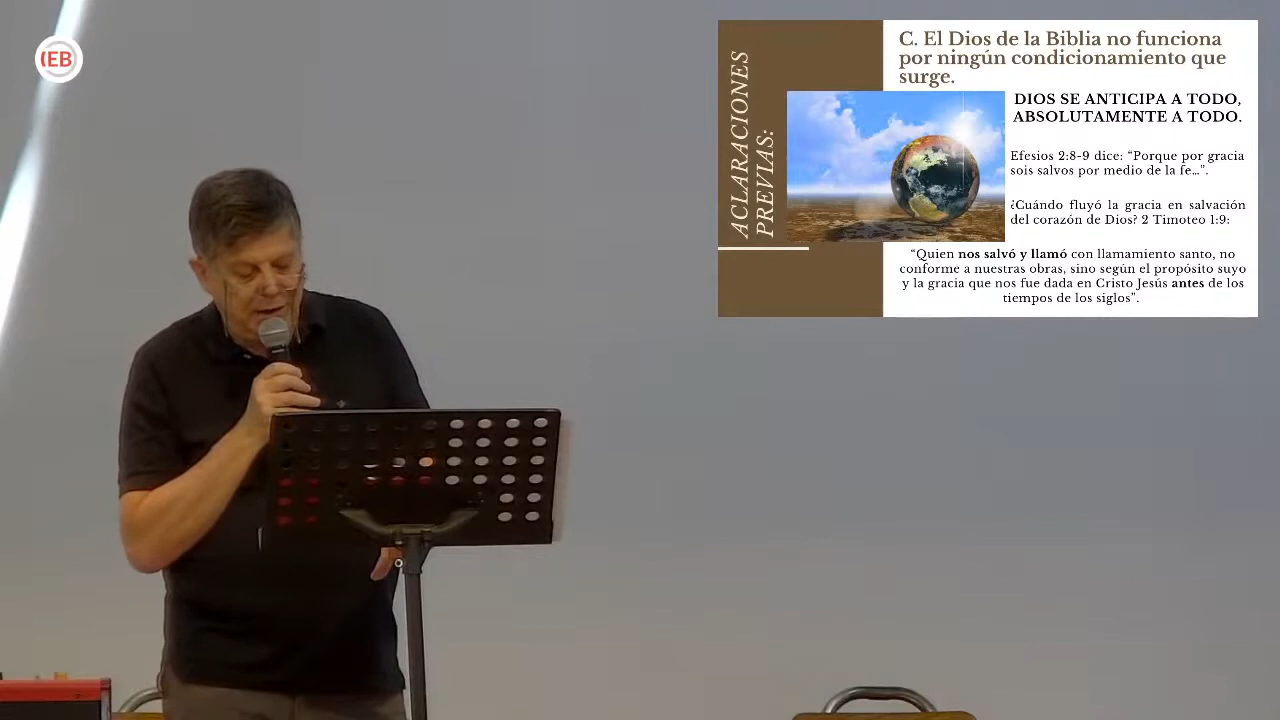 IEB
ACLARACIONES
PREVIAS:
C. El Dios de la Biblia no funciona
por ningún condicionamiento que
surge.
DIOS SE ANTICIPA A TODO,
ABSOLUTAMENTE A TODO.
Efesios 2:8-9 dice: “Porque por gracia
sois salvos por medio de la fe...”.
¿Cuándo fluyó la gracia en salvación
del corazón de Dios? 2 Timoteo 1:9:
“Quien nos salvó y llamó con llamamiento santo, no
conforme a nuestras obras, sino según el propósito suyo
y la gracia que nos fue dada en Cristo Jesús antes de los
tiempos de los siglos”.